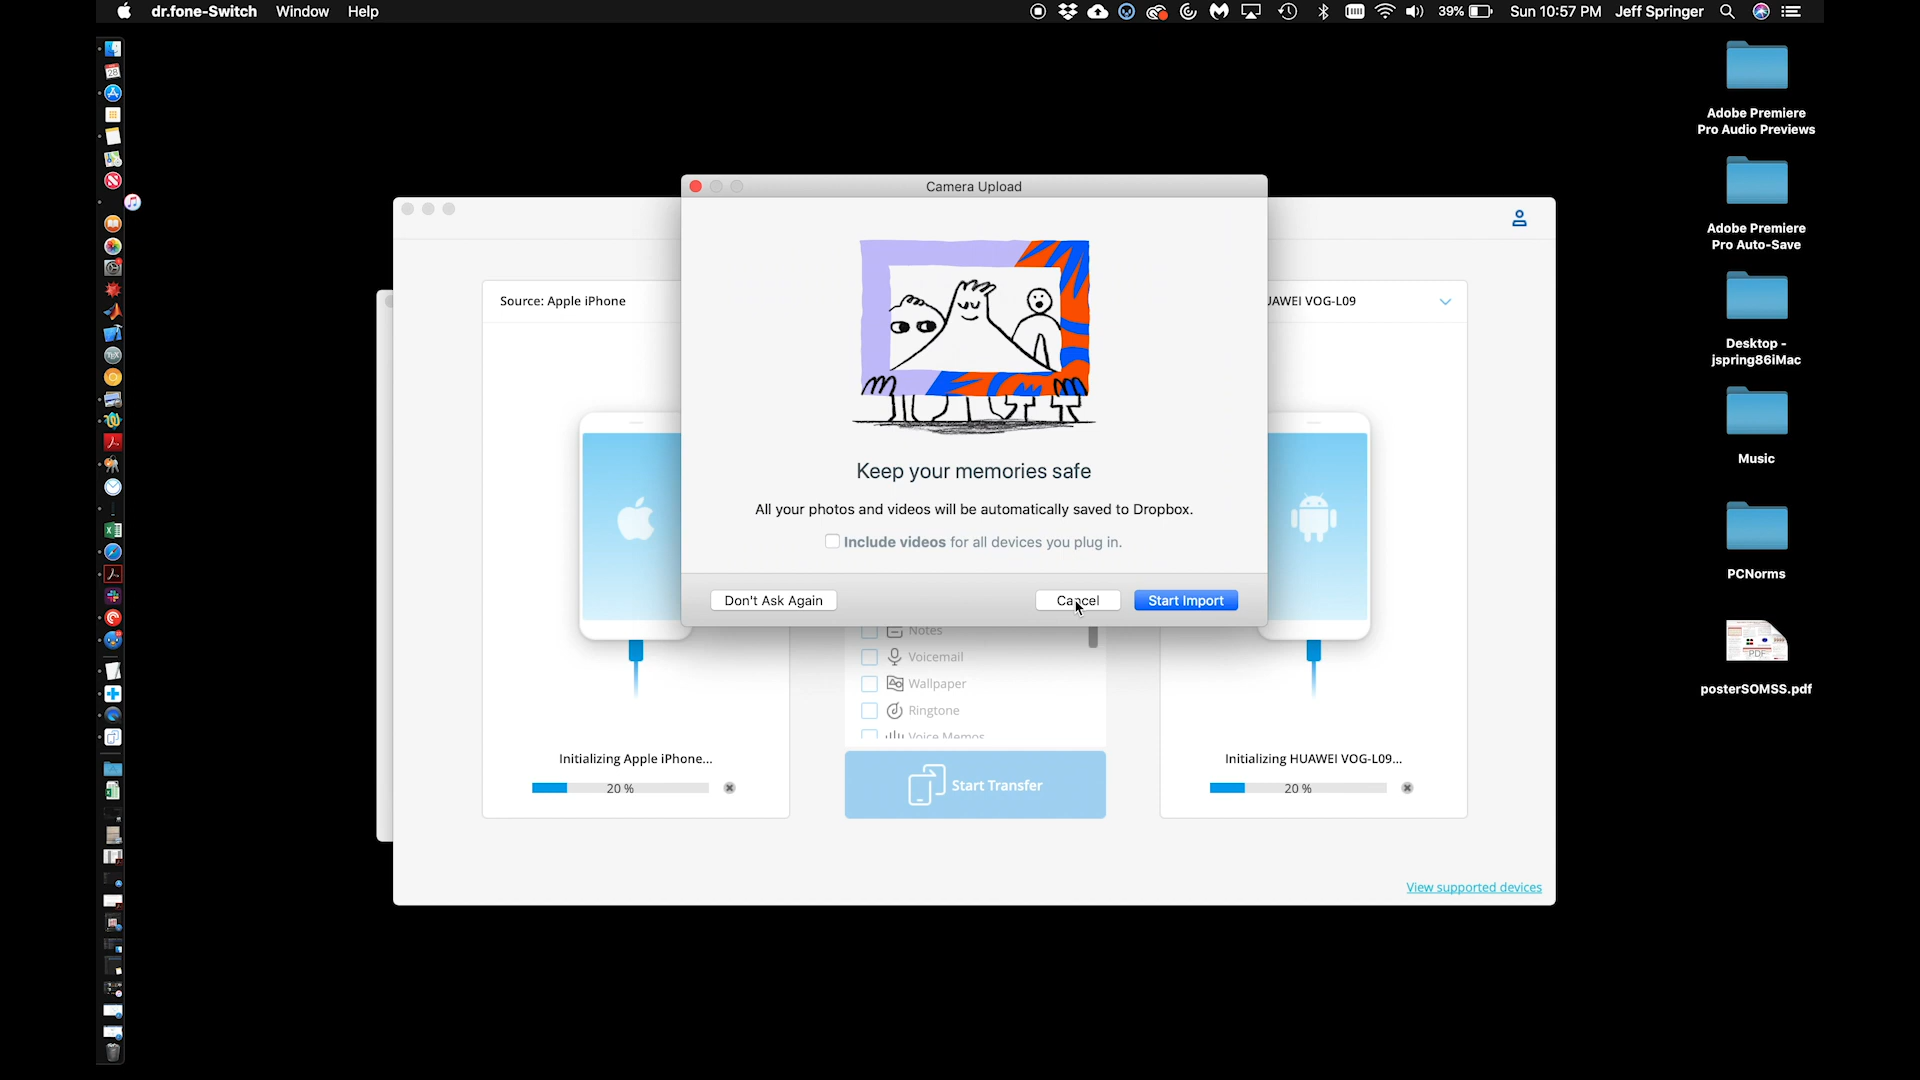 dr.fone-Switch Window Help
39% Sun 10:57 PM Jeff Springer
Adobe Premiere
Pro Audio Previews
Adobe Premiere
Pro Auto-Save
Desktop -
jspring86iMac
Music
PCNorms
PDF
posterSOMSS.pdf
Camera Upload
Source: Apple iPhone
UAWEI VOG-L09
Keep your memories safe
All your photos and videos will be automatically saved to Dropbox.
Include videos for all devices you plug in.
Don't Ask Again
Cancel
Start Import
Notes
Voicemail
Wallpaper
Ringtone
Voice Memos
Initializing Apple iPhone...
20 %
Start Transfer
Initializing HUAWEI VOG-L09...
20 %
View supported devices